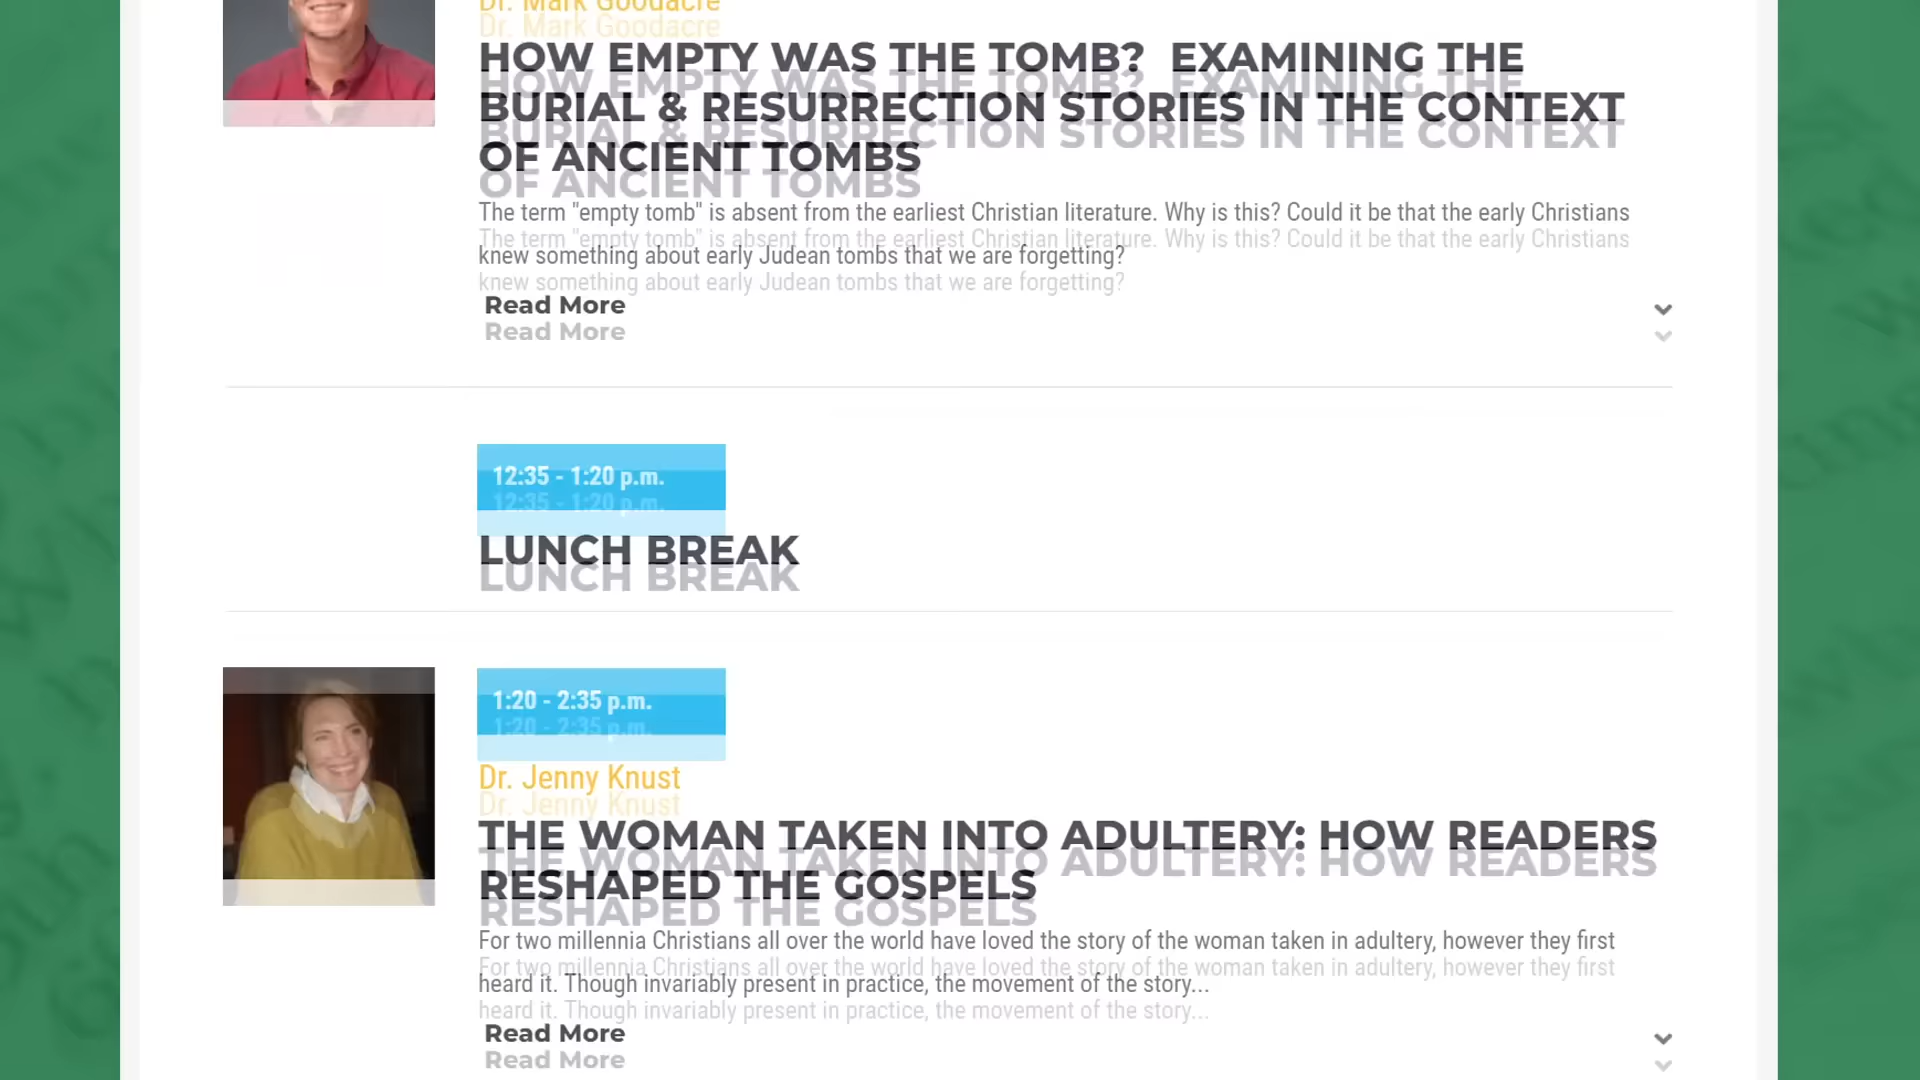 Dr. Mark Goodacre
HOW EMPTY WAS THE TOMB? EXAMINING THE
BURIAL & RESURRECTION STORIES IN THE CONTEXT
OF ANCIENT TOMBS
The term "empty tomb" is absent from the earliest Christian literature. Why is this? Could it be that the early Christians
knew something about early Judean tombs that we are forgetting?
Read More
12:35 - 1:20 p.m.
LUNCH BREAK
1:20 - 2:35 p.m.
Dr. Jenny Knust
THE WOMAN TAKEN INTO ADULTERY: HOW READERS
RESHAPED THE GOSPELS
For two millennia Christians all over the world have loved the story of the woman taken in adultery, however they first
heard it. Though invariably present in practice, the movement of the story...
Read More